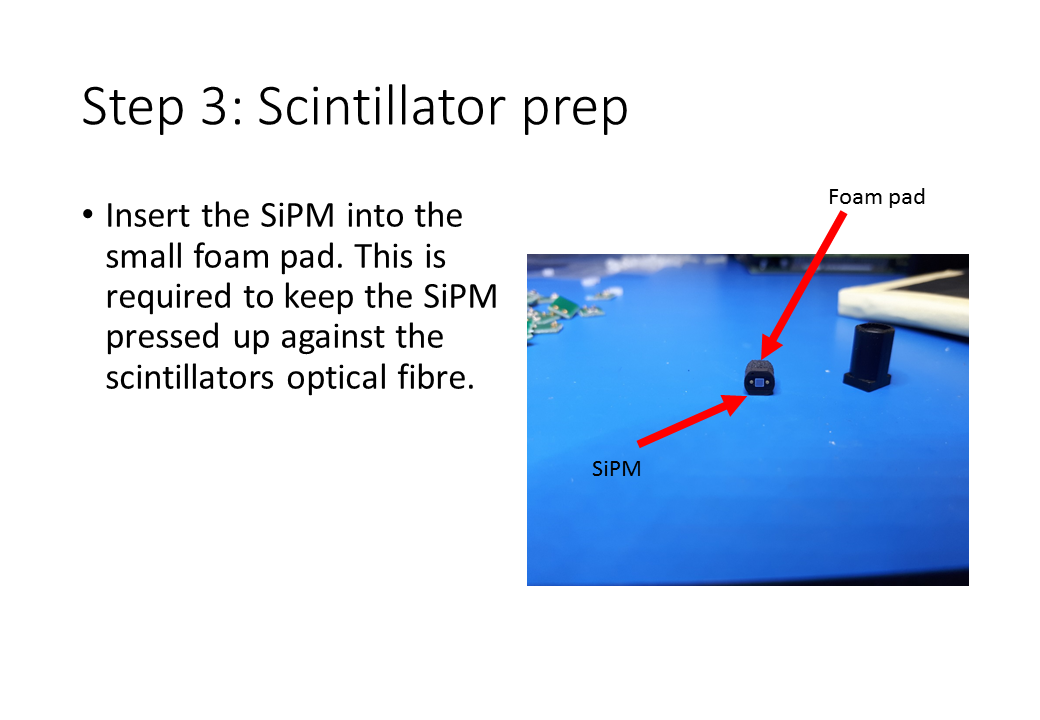 Step 3: Scintillator prep
• Insert the SiPM into the
small foam pad. This is
required to keep the SiPM
pressed up against the
scintillators optical fibre.
Foam pad
SiPM